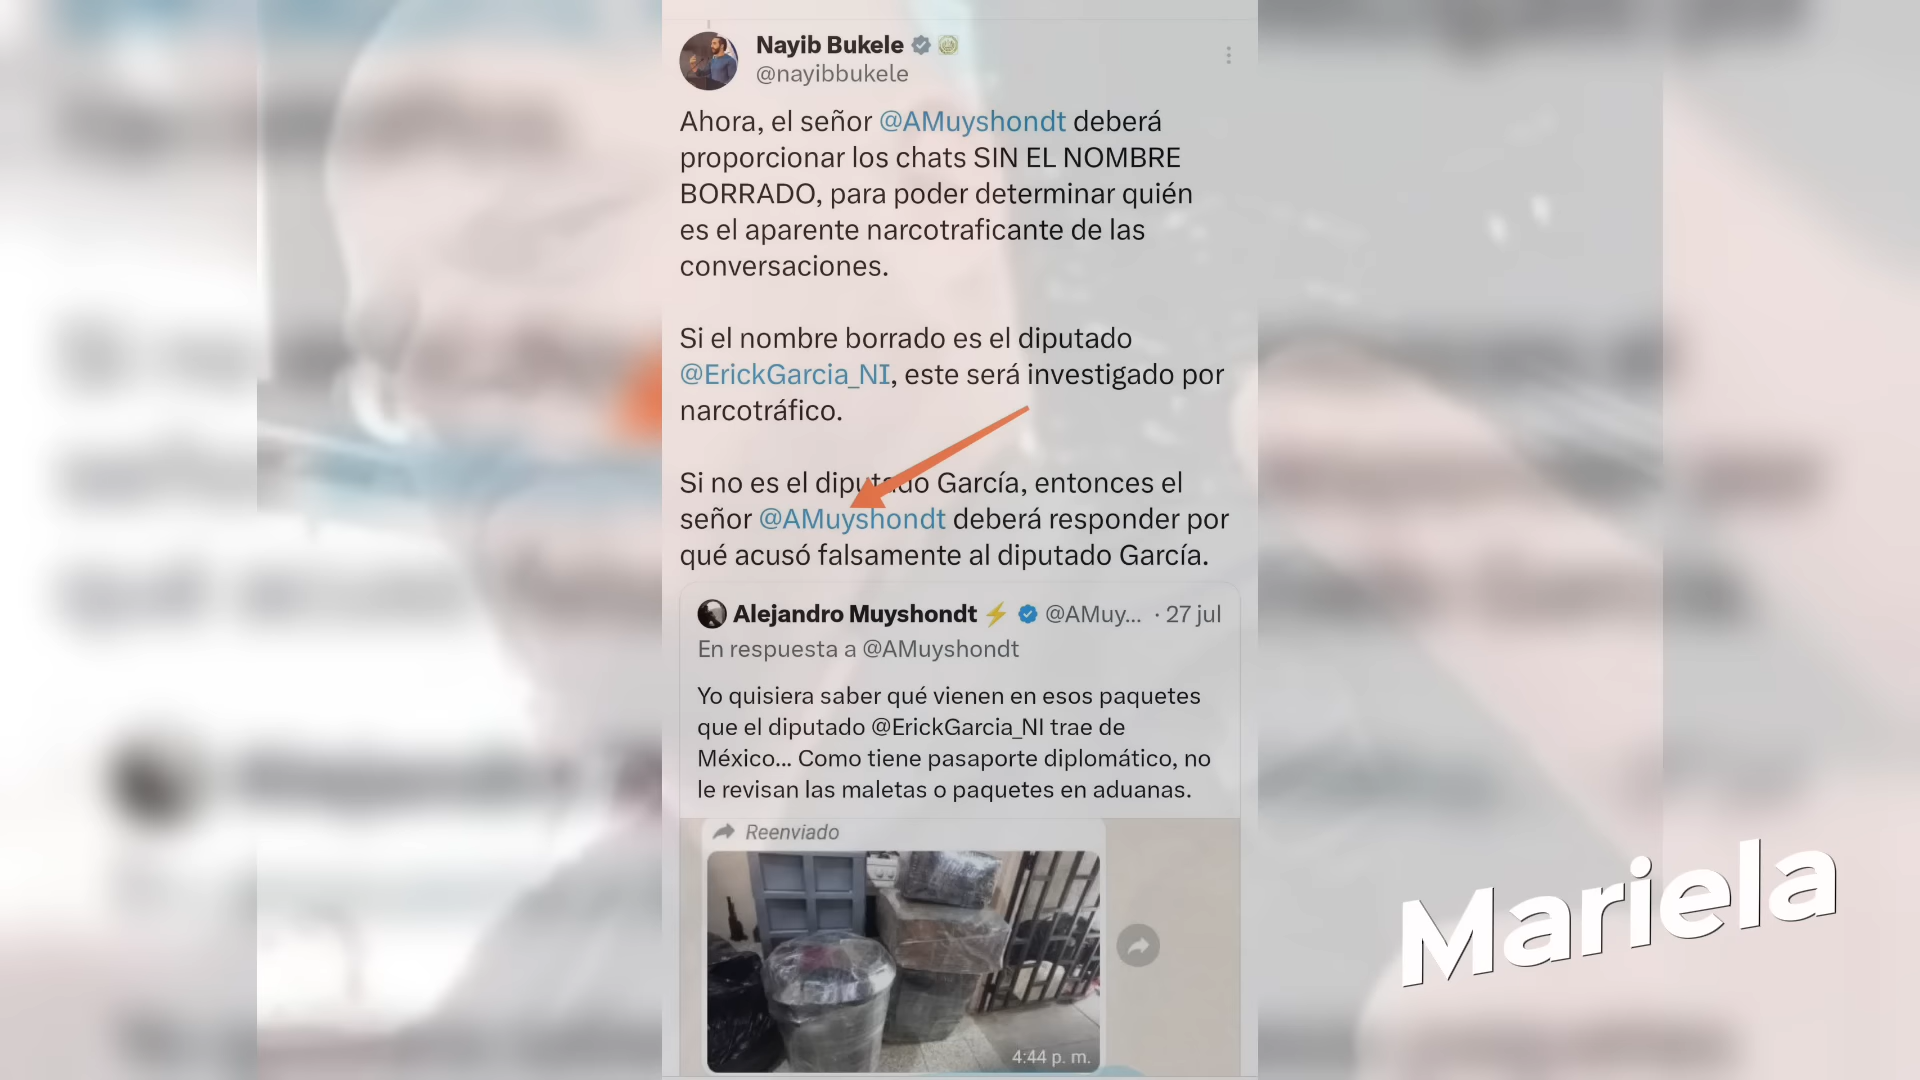 Nayib Bukele
@nayibbukele
Ahora, el señor @AMuyshondt deberá
proporcionar los chats SIN EL NOMBRE
BORRADO, para poder determinar quién
es el aparente narcotraficante de las
conversaciones.
Si el nombre borrado es el diputado
@ErickGarcia_NI, este será investigado por
narcotráfico.
Si no es el diputado García, entonces el
señor @AMuyshondt deberá responder por
qué acusó falsamente al diputado García.
Alejandro Muyshondt⚡ @AMuy... · 27 jul
En respuesta a @AMuyshondt
Yo quisiera saber qué vienen en esos paquetes
que el diputado @ErickGarcia_NI trae de
México... Como tiene pasaporte diplomático, no
le revisan las maletas o paquetes en aduanas.
Reenviado
4:44 p. m.
Mariela